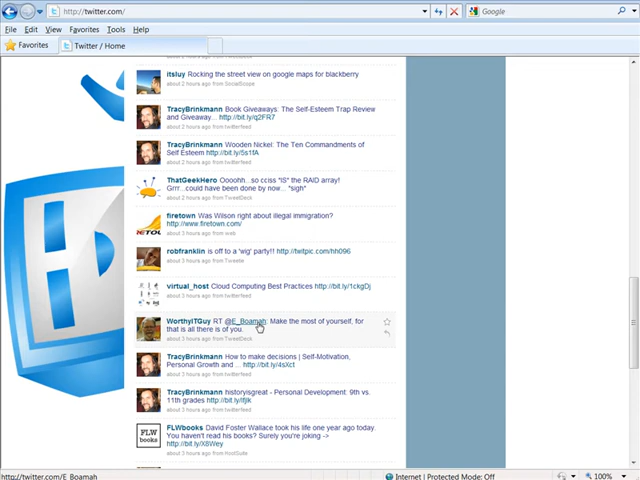 http://twitter.com/
Google
File Edit View Favorites Tools Help
Favorites
Twitter / Home
itsluy Rocking the street view on google maps for blackberry
about 2 hours ago from SocialScope
TracyBrinkmann Book Giveaways: The Self-Esteem Trap Review
and Giveaway... http://bit.ly/q2FR7
about 2 hours ago from twitterfeed
TracyBrinkmann Wooden Nickel: The Ten Commandments of
Self Esteem http://bit.ly/5s1fA
about 2 hours ago from twitterfeed
ThatGeekHero Oooohh...so cciss *IS* the RAID array!
Grrr...could have been done by now... *sigh*
about 2 hours ago from TweetDeck
firetown Was Wilson right about illegal immigration?
http://www.firetown.com/
about 3 hours ago from web
robfranklin is off to a 'wig' party!! http://twitpic.com/hh096
about 3 hours ago from Tweetie
virtual_host Cloud Computing Best Practices http://bit.ly/1ckgDj
about 3 hours ago from twitterfeed
WorthyITGuy RT @E_Boamah: Make the most of yourself, for
that is all there is of you.
about 3 hours ago from TweetDeck
TracyBrinkmann How to make decisions | Self-Motivation,
Personal Growth and... http://bit.ly/4sXct
about 3 hours ago from twitterfeed
TracyBrinkmann historyisgreat - Personal Development: 9th vs.
11th grades http://bit.ly/ifjlk
about 3 hours ago from twitterfeed
FLW
books
FLWbooks David Foster Wallace took his life one year ago today.
You haven't read his books? Surely you're joking ->
http://bit.ly/X8Wey
about 3 hours ago from HootSuite
http://twitter.com/E_Boamah
Internet | Protected Mode: Off
100%